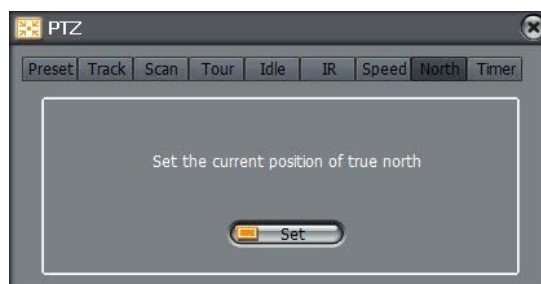 PTZ
Preset Track Scan Tour Idle IR Speed North Timer
Set the current position of true north
Set